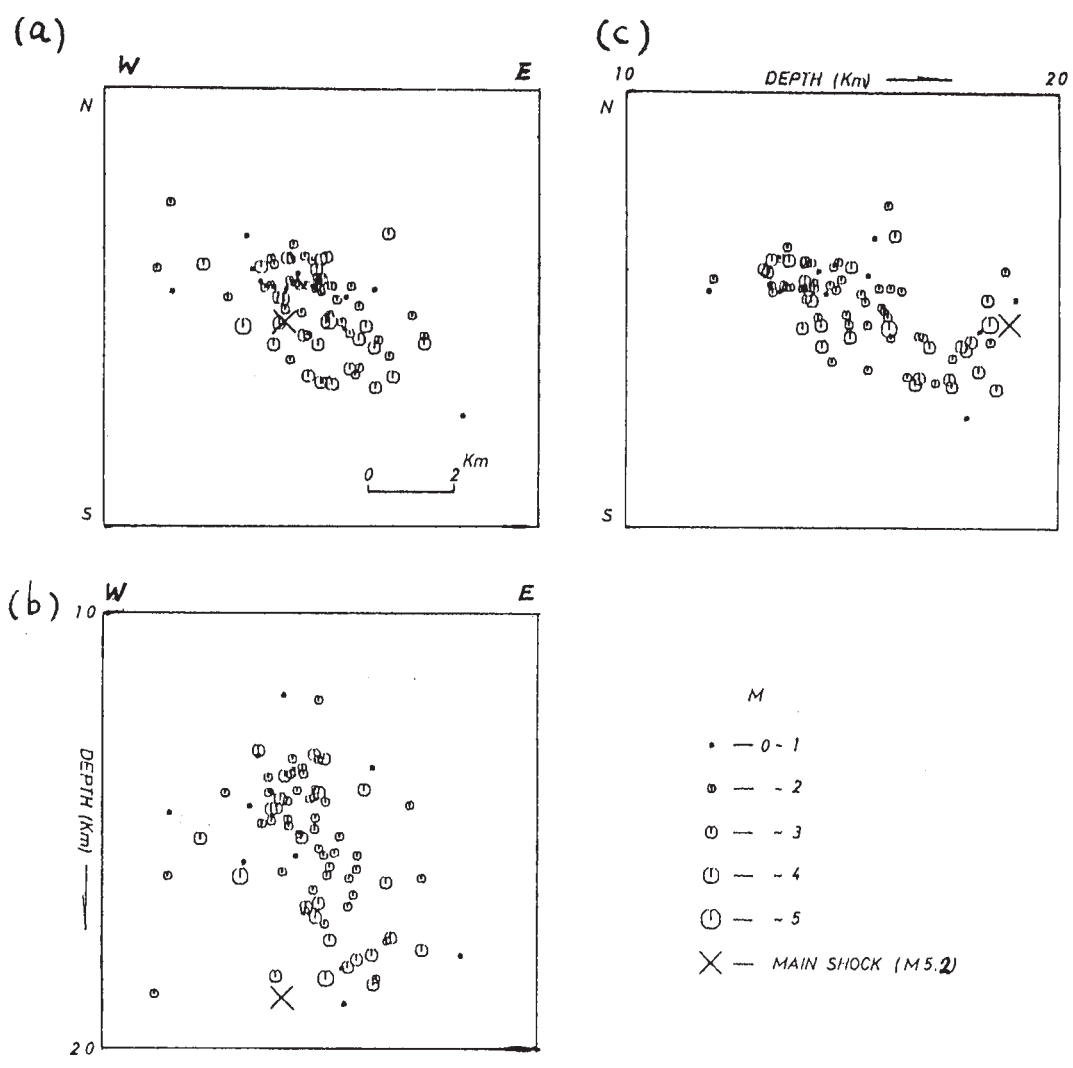 (a)
W E
N
S
0 2 Km
(c)
10 DEPTH (Km) 20
N
S
(b)
W E
10
DEPTH (Km)
20
M
0 - 1
~ 2
~ 3
~ 4
~ 5
MAIN SHOCK (M5.2)